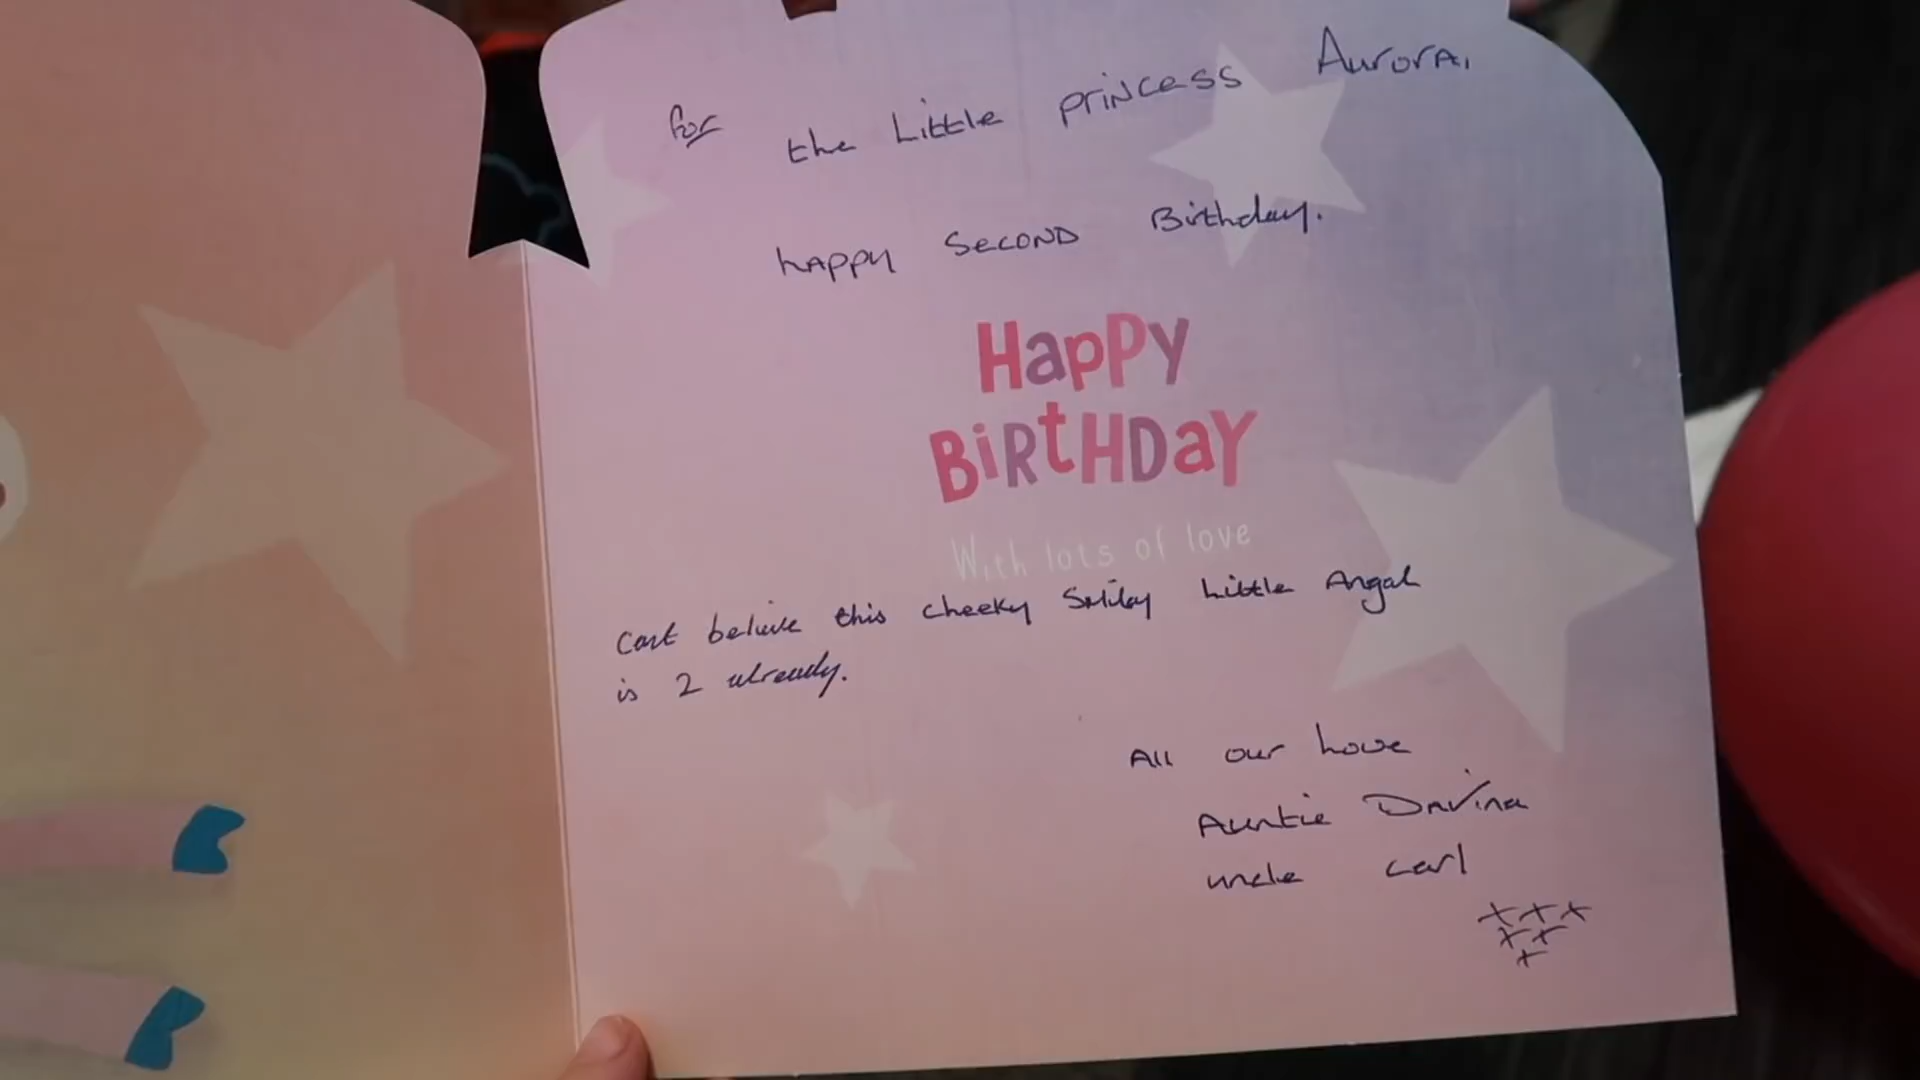 for the Little princess Aurora,
happy Second Birthday.
Happy
Birthday
With lots of love
Cant believe this cheeky Smiley Little Angel
is 2 already.
All our Love
Auntie Davina
uncle Carl
xxx
xx
x